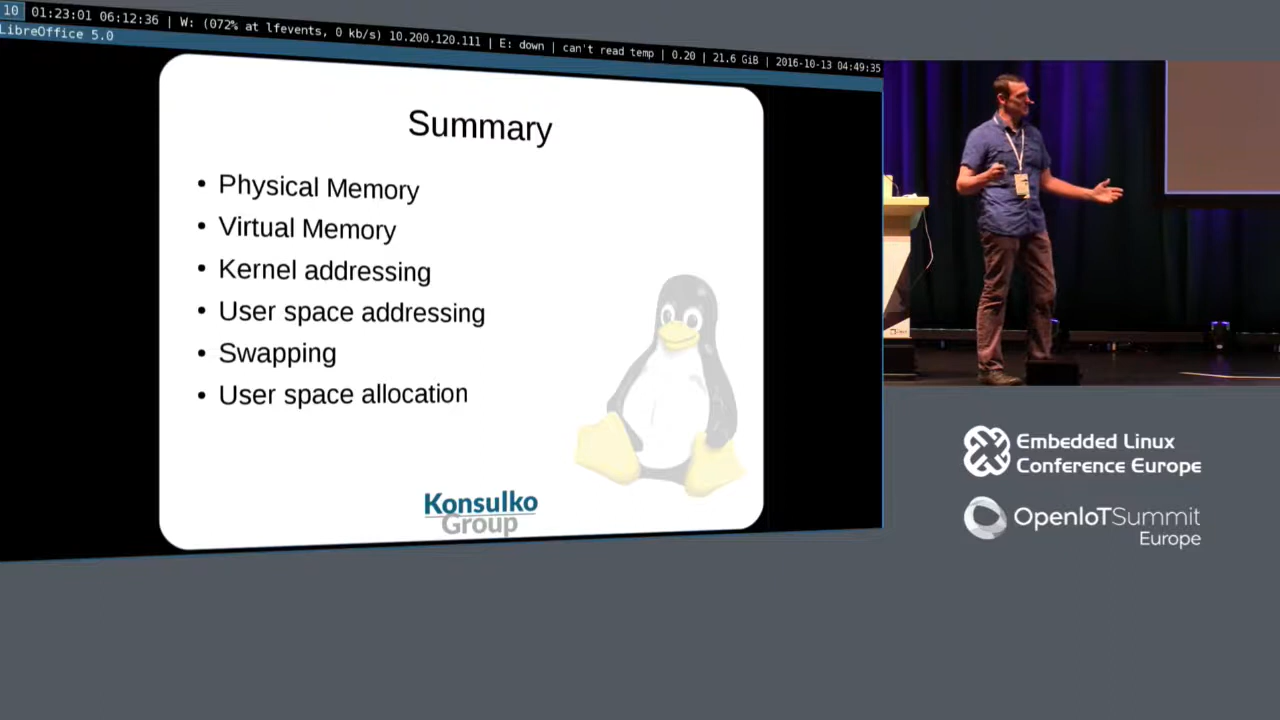 10 01:23:01 06:12:36 | W: (072% at lfevents, 0 kb/s) 10.200.120.111 | E: down | can't read temp | 0.20 | 21.6 GiB | 2016-10-13 04:49:35
LibreOffice 5.0
Summary
• Physical Memory
• Virtual Memory
• Kernel addressing
• User space addressing
• Swapping
• User space allocation
Konsulko
Group
Embedded Linux
Conference Europe
OpenIoTSummit
Europe